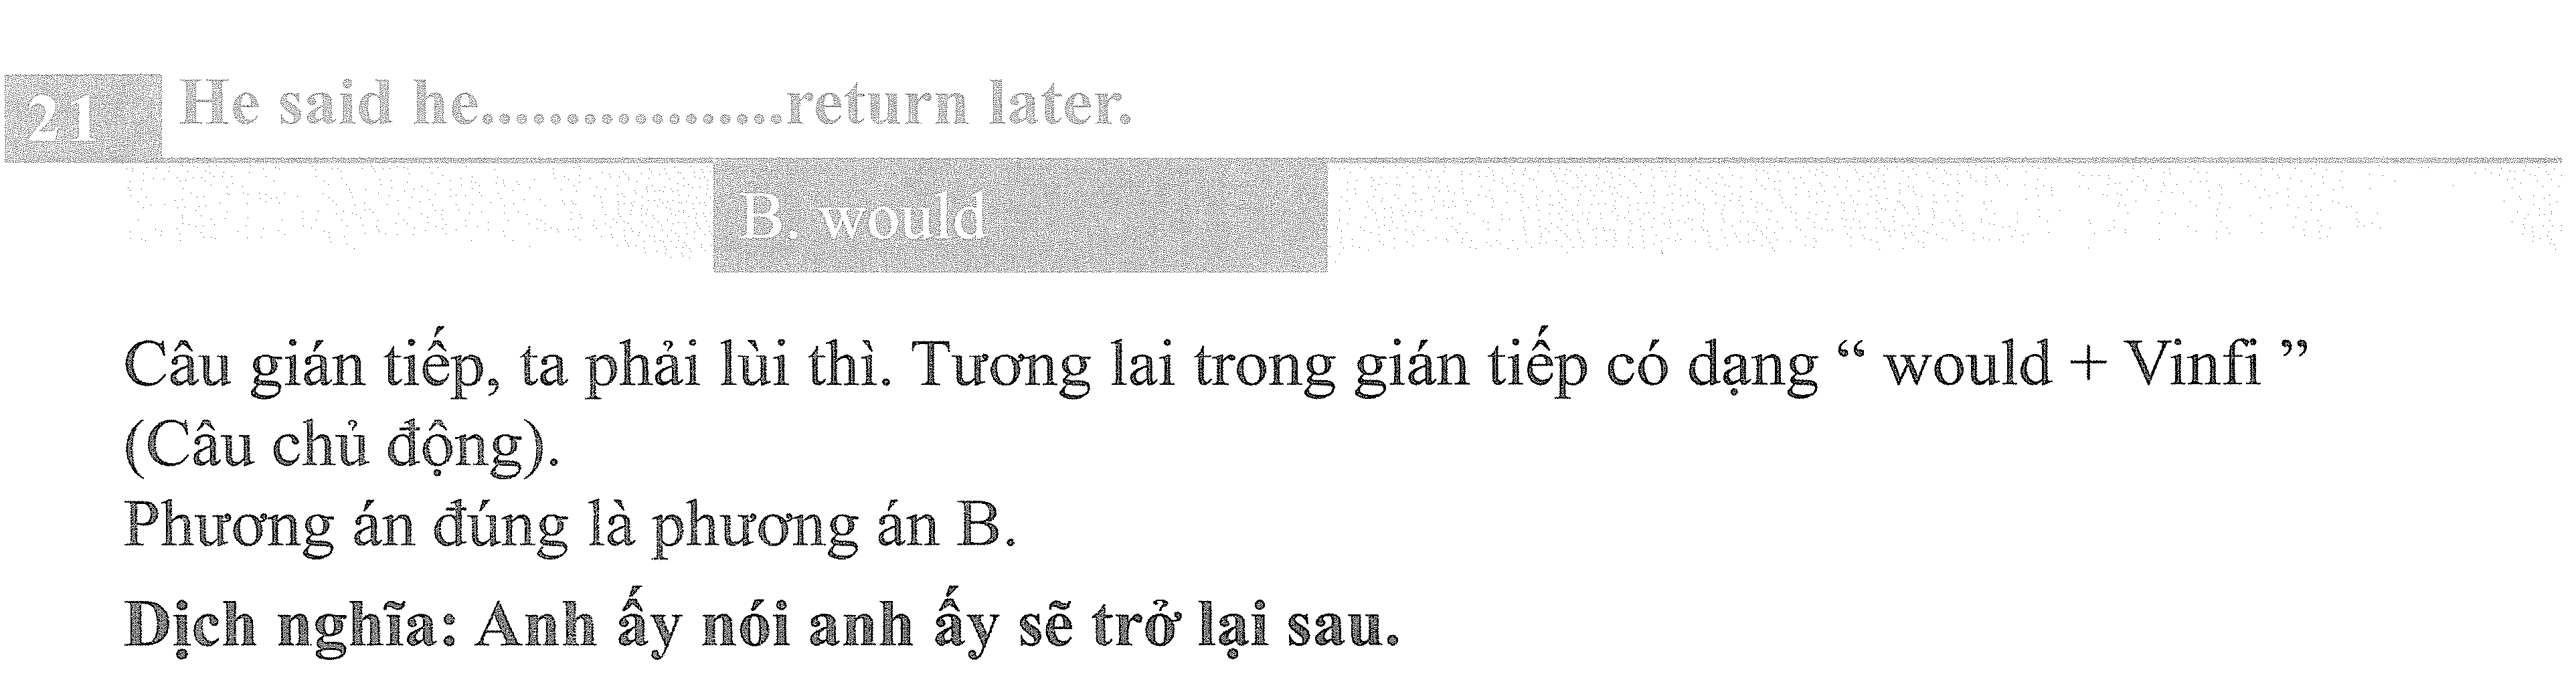 21 He said he..................return later.
B. would
Câu gián tiếp, ta phải lùi thì. Tương lai trong gián tiếp có dạng “ would + Vinfi ”
(Câu chủ động).
Phương án đúng là phương án B.
Dịch nghĩa: Anh ấy nói anh ấy sẽ trở lại sau.